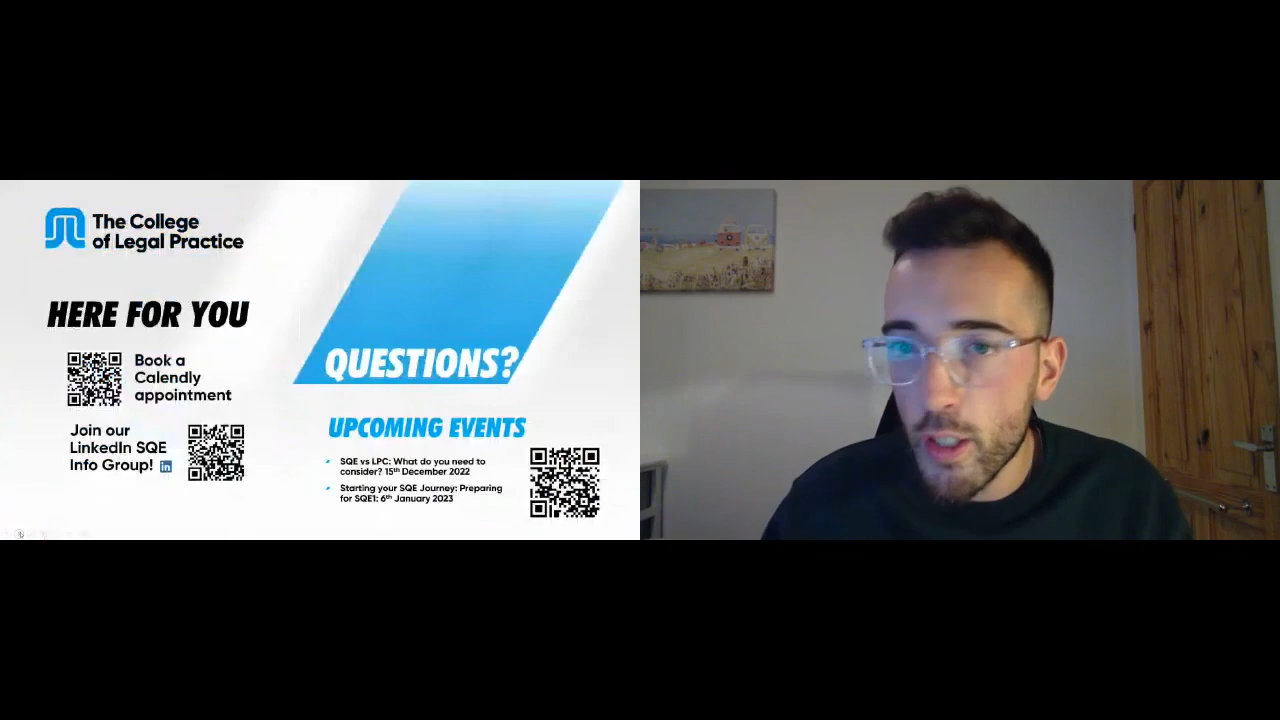 The College
of Legal Practice
HERE FOR YOU
Book a
Calendly
appointment
Join our
LinkedIn SQE
Info Group! in
QUESTIONS?
UPCOMING EVENTS
SQE vs LPC: What do you need to
consider? 15th December 2022
Starting your SQE Journey: Preparing
for SQE1: 6th January 2023